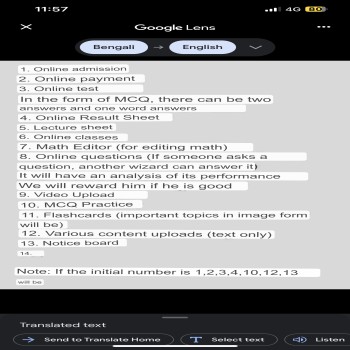 11:57
4G 60
Google Lens
Bengali → English
1. Online admission
2. Online payment
3. Online test
In the form of MCQ, there can be two
answers and one word answers
4. Online Result Sheet
5. Lecture sheet
6. Online classes
7. Math Editor (for editing math)
8. Online questions (If someone asks a
question, another wizard can answer it)
It will have an analysis of its performance
We will reward him if he is good
9. Video Upload
10. MCQ Practice
11. Flashcards (important topics in image form
will be)
12. Various content uploads (text only)
13. Notice board
14.
Note: If the initial number is 1,2,3,4,10,12,13
will be
Translated text
Send to Translate Home
Select text
Listen